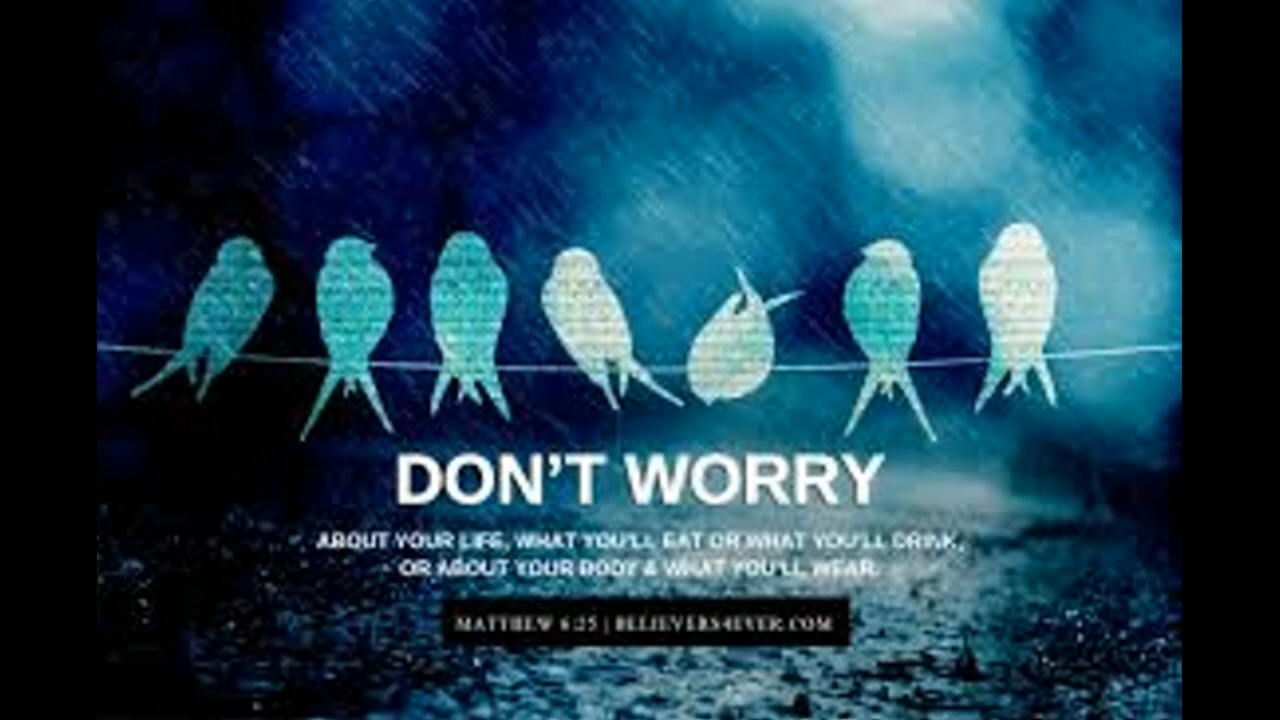 DON'T WORRY
ABOUT YOUR LIFE, WHAT YOU'LL EAT OR WHAT YOU'LL DRINK,
OR ABOUT YOUR BODY & WHAT YOU'LL WEAR.
MATTHEW 6:25 | BELIEVERS4EVER.COM